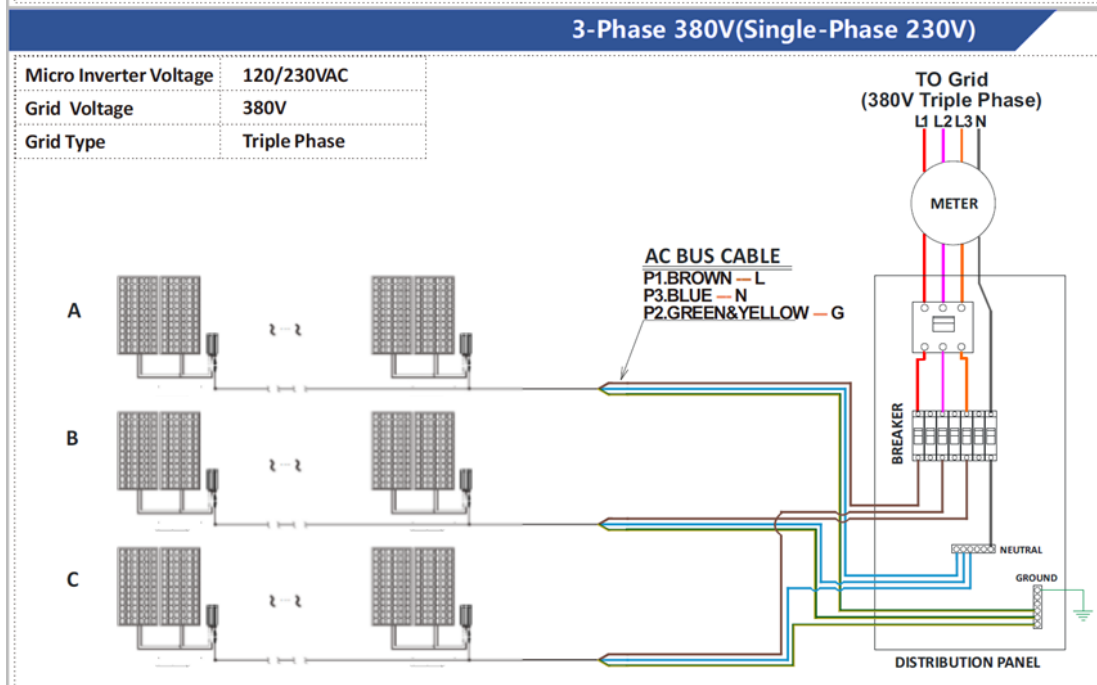 3-Phase 380V(Single-Phase 230V)
Micro Inverter Voltage 120/230VAC
Grid Voltage 380V
Grid Type Triple Phase
TO Grid
(380V Triple Phase)
L1 L2 L3 N
METER
AC BUS CABLE
P1.BROWN — L
P3.BLUE — N
P2.GREEN&YELLOW — G
A
B
C
BREAKER
NEUTRAL
GROUND
DISTRIBUTION PANEL